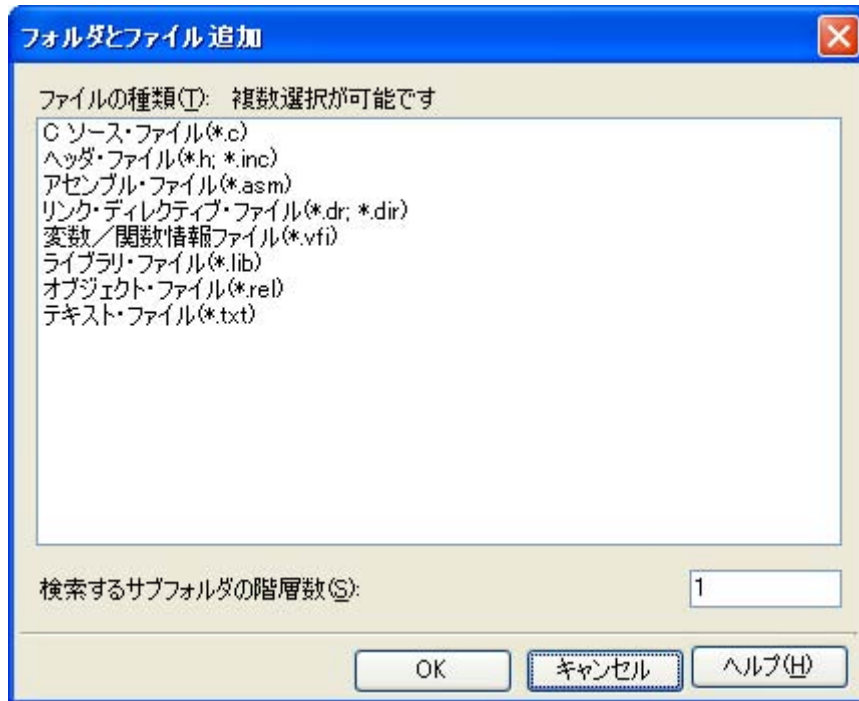 フォルダとファイル追加
ファイルの種類(T): 複数選択が可能です
C ソース・ファイル(*.c)
ヘッダ・ファイル(*.h; *.inc)
アセンブル・ファイル(*.asm)
リンク・ディレクティブ・ファイル(*.dr; *.dir)
変数／関数情報ファイル(*.vfi)
ライブラリ・ファイル(*.lib)
オブジェクト・ファイル(*.rel)
テキスト・ファイル(*.txt)
検索するサブフォルダの階層数(S): 1
OK キャンセル ヘルプ(H)